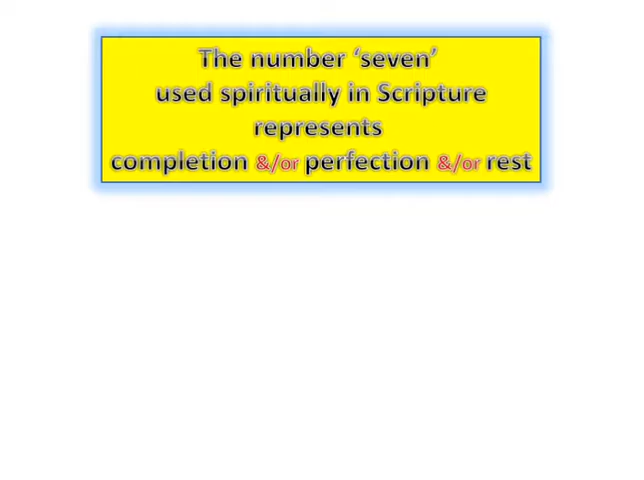 The number ‘seven’
used spiritually in Scripture
represents
completion &/or perfection &/or rest